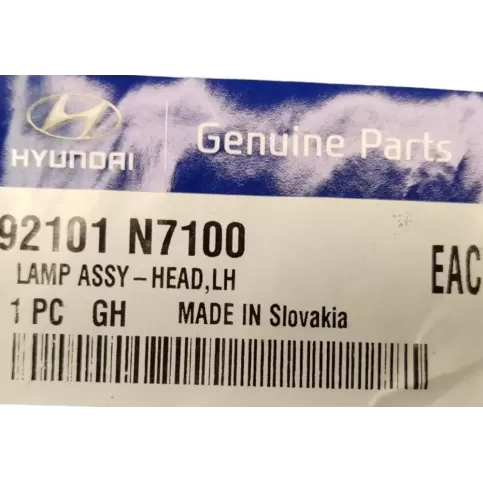 HYUNDAI
Genuine Parts
92101 N7100
LAMP ASSY-HEAD,LH
EAC
1 PC GH MADE IN Slovakia